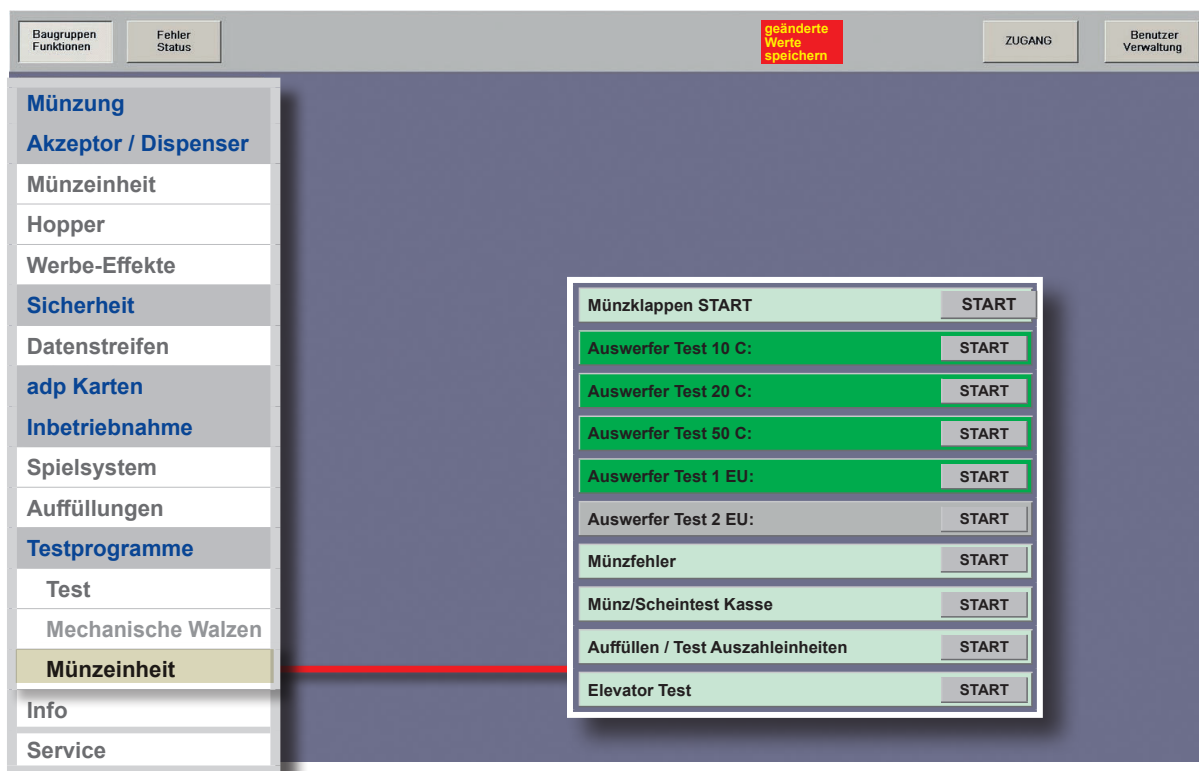 Baugruppen
Funktionen
Fehler
Status
geänderte
Werte
speichern
ZUGANG
Benutzer
Verwaltung
Münzung
Akzeptor / Dispenser
Münzeinheit
Hopper
Werbe-Effekte
Sicherheit
Datenstreifen
adp Karten
Inbetriebnahme
Spielsystem
Auffüllungen
Testprogramme
Test
Mechanische Walzen
Münzeinheit
Info
Service
Münzklappen START START
Auswerfer Test 10 C: START
Auswerfer Test 20 C: START
Auswerfer Test 50 C: START
Auswerfer Test 1 EU: START
Auswerfer Test 2 EU: START
Münzfehler START
Münz/Scheintest Kasse START
Auffüllen / Test Auszahleinheiten START
Elevator Test START